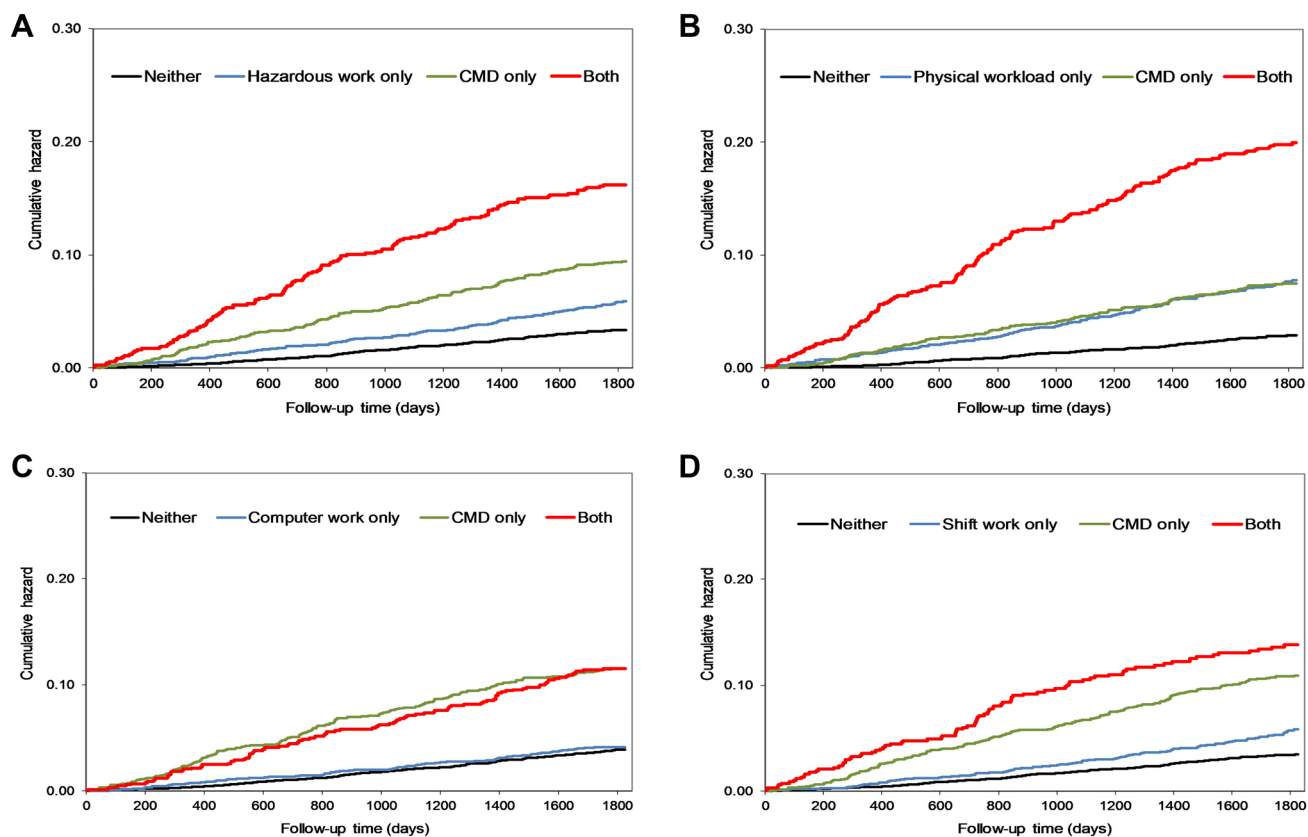 A
0.30
Neither Hazardous work only CMD only Both
0.20
Cumulative hazard
0.10
0.00
0 200 400 600 800 1000 1200 1400 1600 1800
Follow-up time (days)
B
0.30
Neither Physical workload only CMD only Both
0.20
Cumulative hazard
0.10
0.00
0 200 400 600 800 1000 1200 1400 1600 1800
Follow-up time (days)
C
0.30
Neither Computer work only CMD only Both
0.20
Cumulative hazard
0.10
0.00
0 200 400 600 800 1000 1200 1400 1600 1800
Follow-up time (days)
D
0.30
Neither Shift work only CMD only Both
0.20
Cumulative hazard
0.10
0.00
0 200 400 600 800 1000 1200 1400 1600 1800
Follow-up time (days)